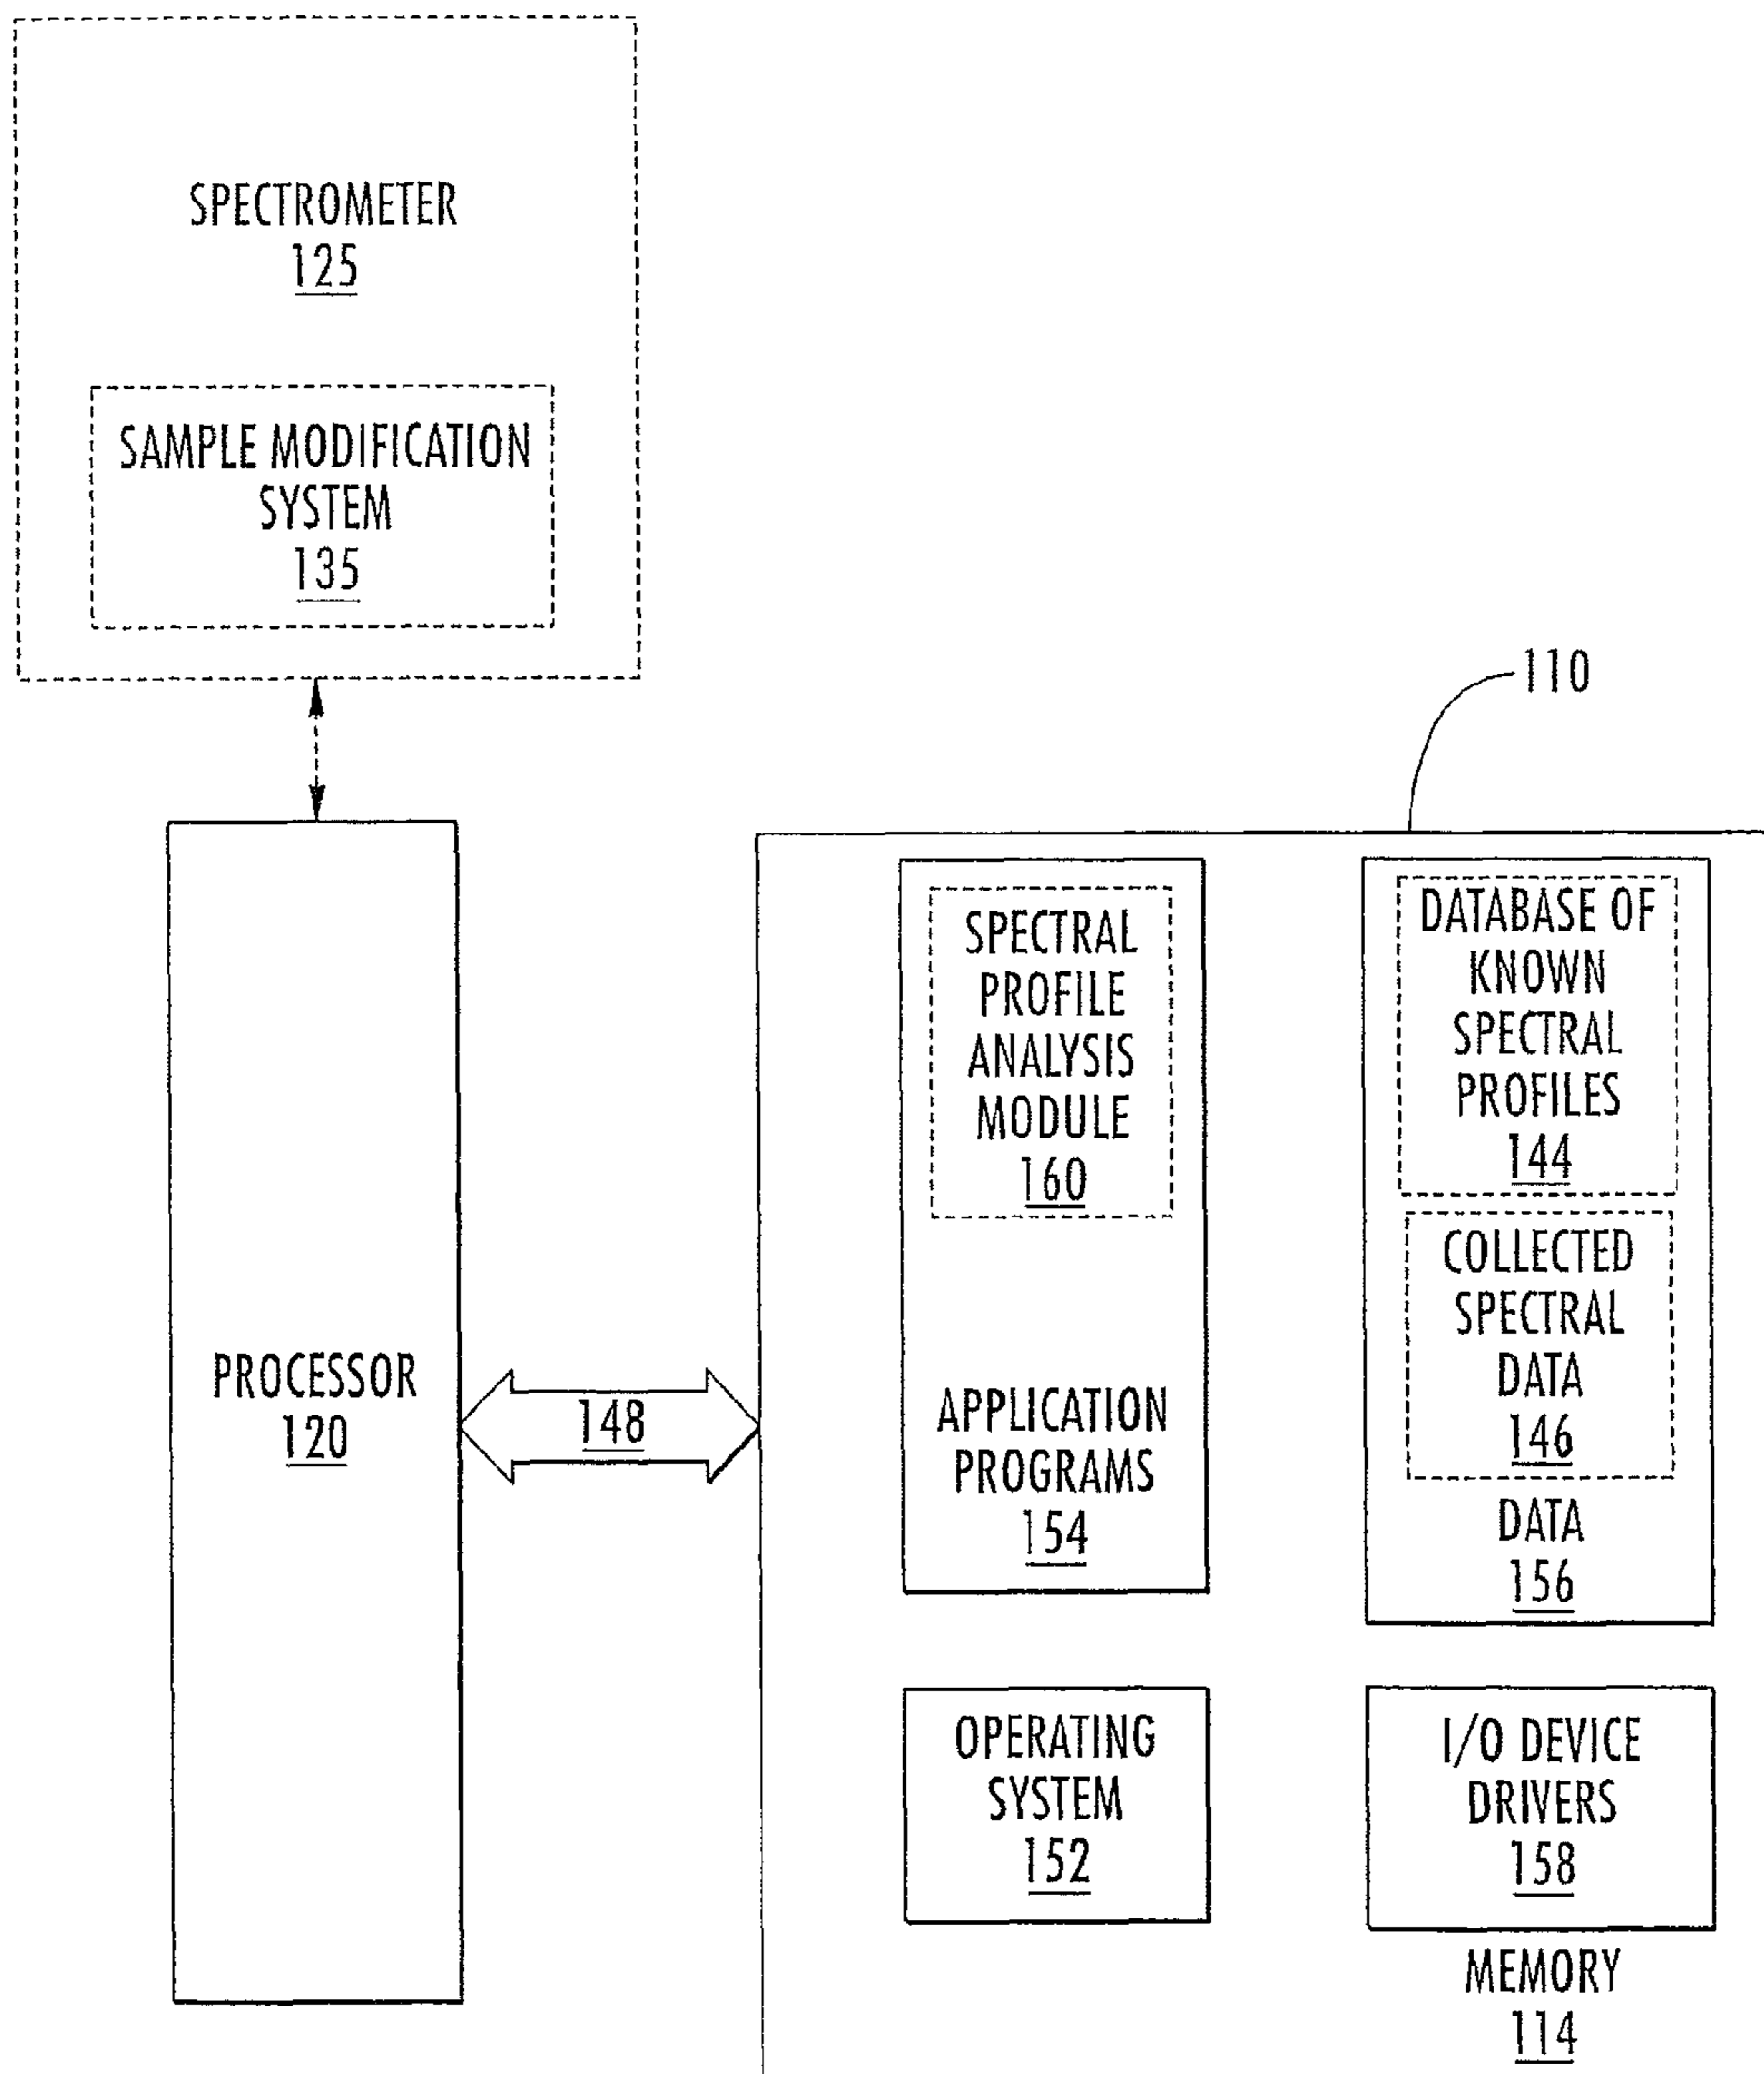 SPECTROMETER
125
SAMPLE MODIFICATION
SYSTEM
135
110
PROCESSOR
120
148
SPECTRAL
PROFILE
ANALYSIS
MODULE
160
APPLICATION
PROGRAMS
154
DATABASE OF
KNOWN
SPECTRAL
PROFILES
144
COLLECTED
SPECTRAL
DATA
146
DATA
156
OPERATING
SYSTEM
152
I/O DEVICE
DRIVERS
158
MEMORY
114